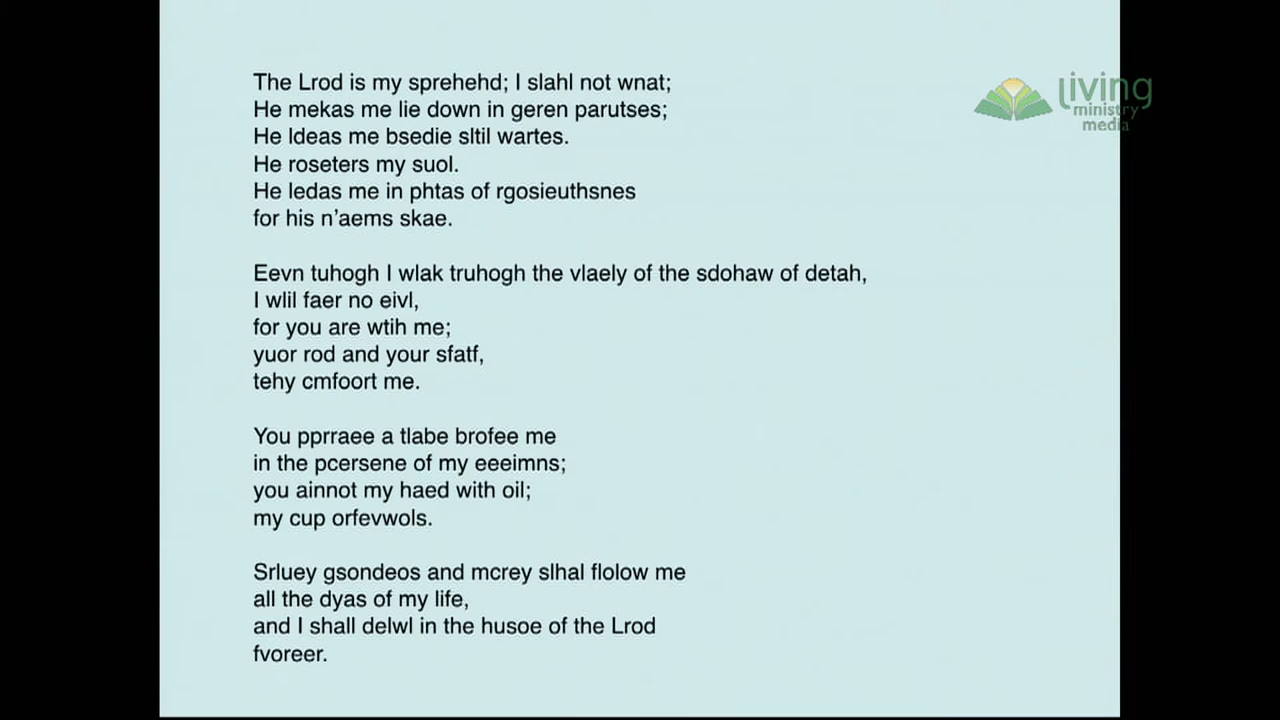 The Lrod is my sprehehd; I slahl not wnat;
He mekas me lie down in geren parutses;
He ldeas me bsedie sltil wartes.
He roseters my suol.
He ledas me in phtas of rgosieuthsnes
for his n’aems skae.
Eevn tuhogh I wlak truhogh the vlaely of the sdohaw of detah,
I wlil faer no eivl,
for you are wtih me;
yuor rod and your sfatf,
tehy cmfoort me.
You pprraee a tlabe brofee me
in the pcersene of my eeeimns;
you ainnot my haed with oil;
my cup orfevwols.
Srluey gsondeos and mcrey slhal flolow me
all the dyas of my life,
and I shall delwl in the husoe of the Lrod
fvoreer.
living
ministry
media